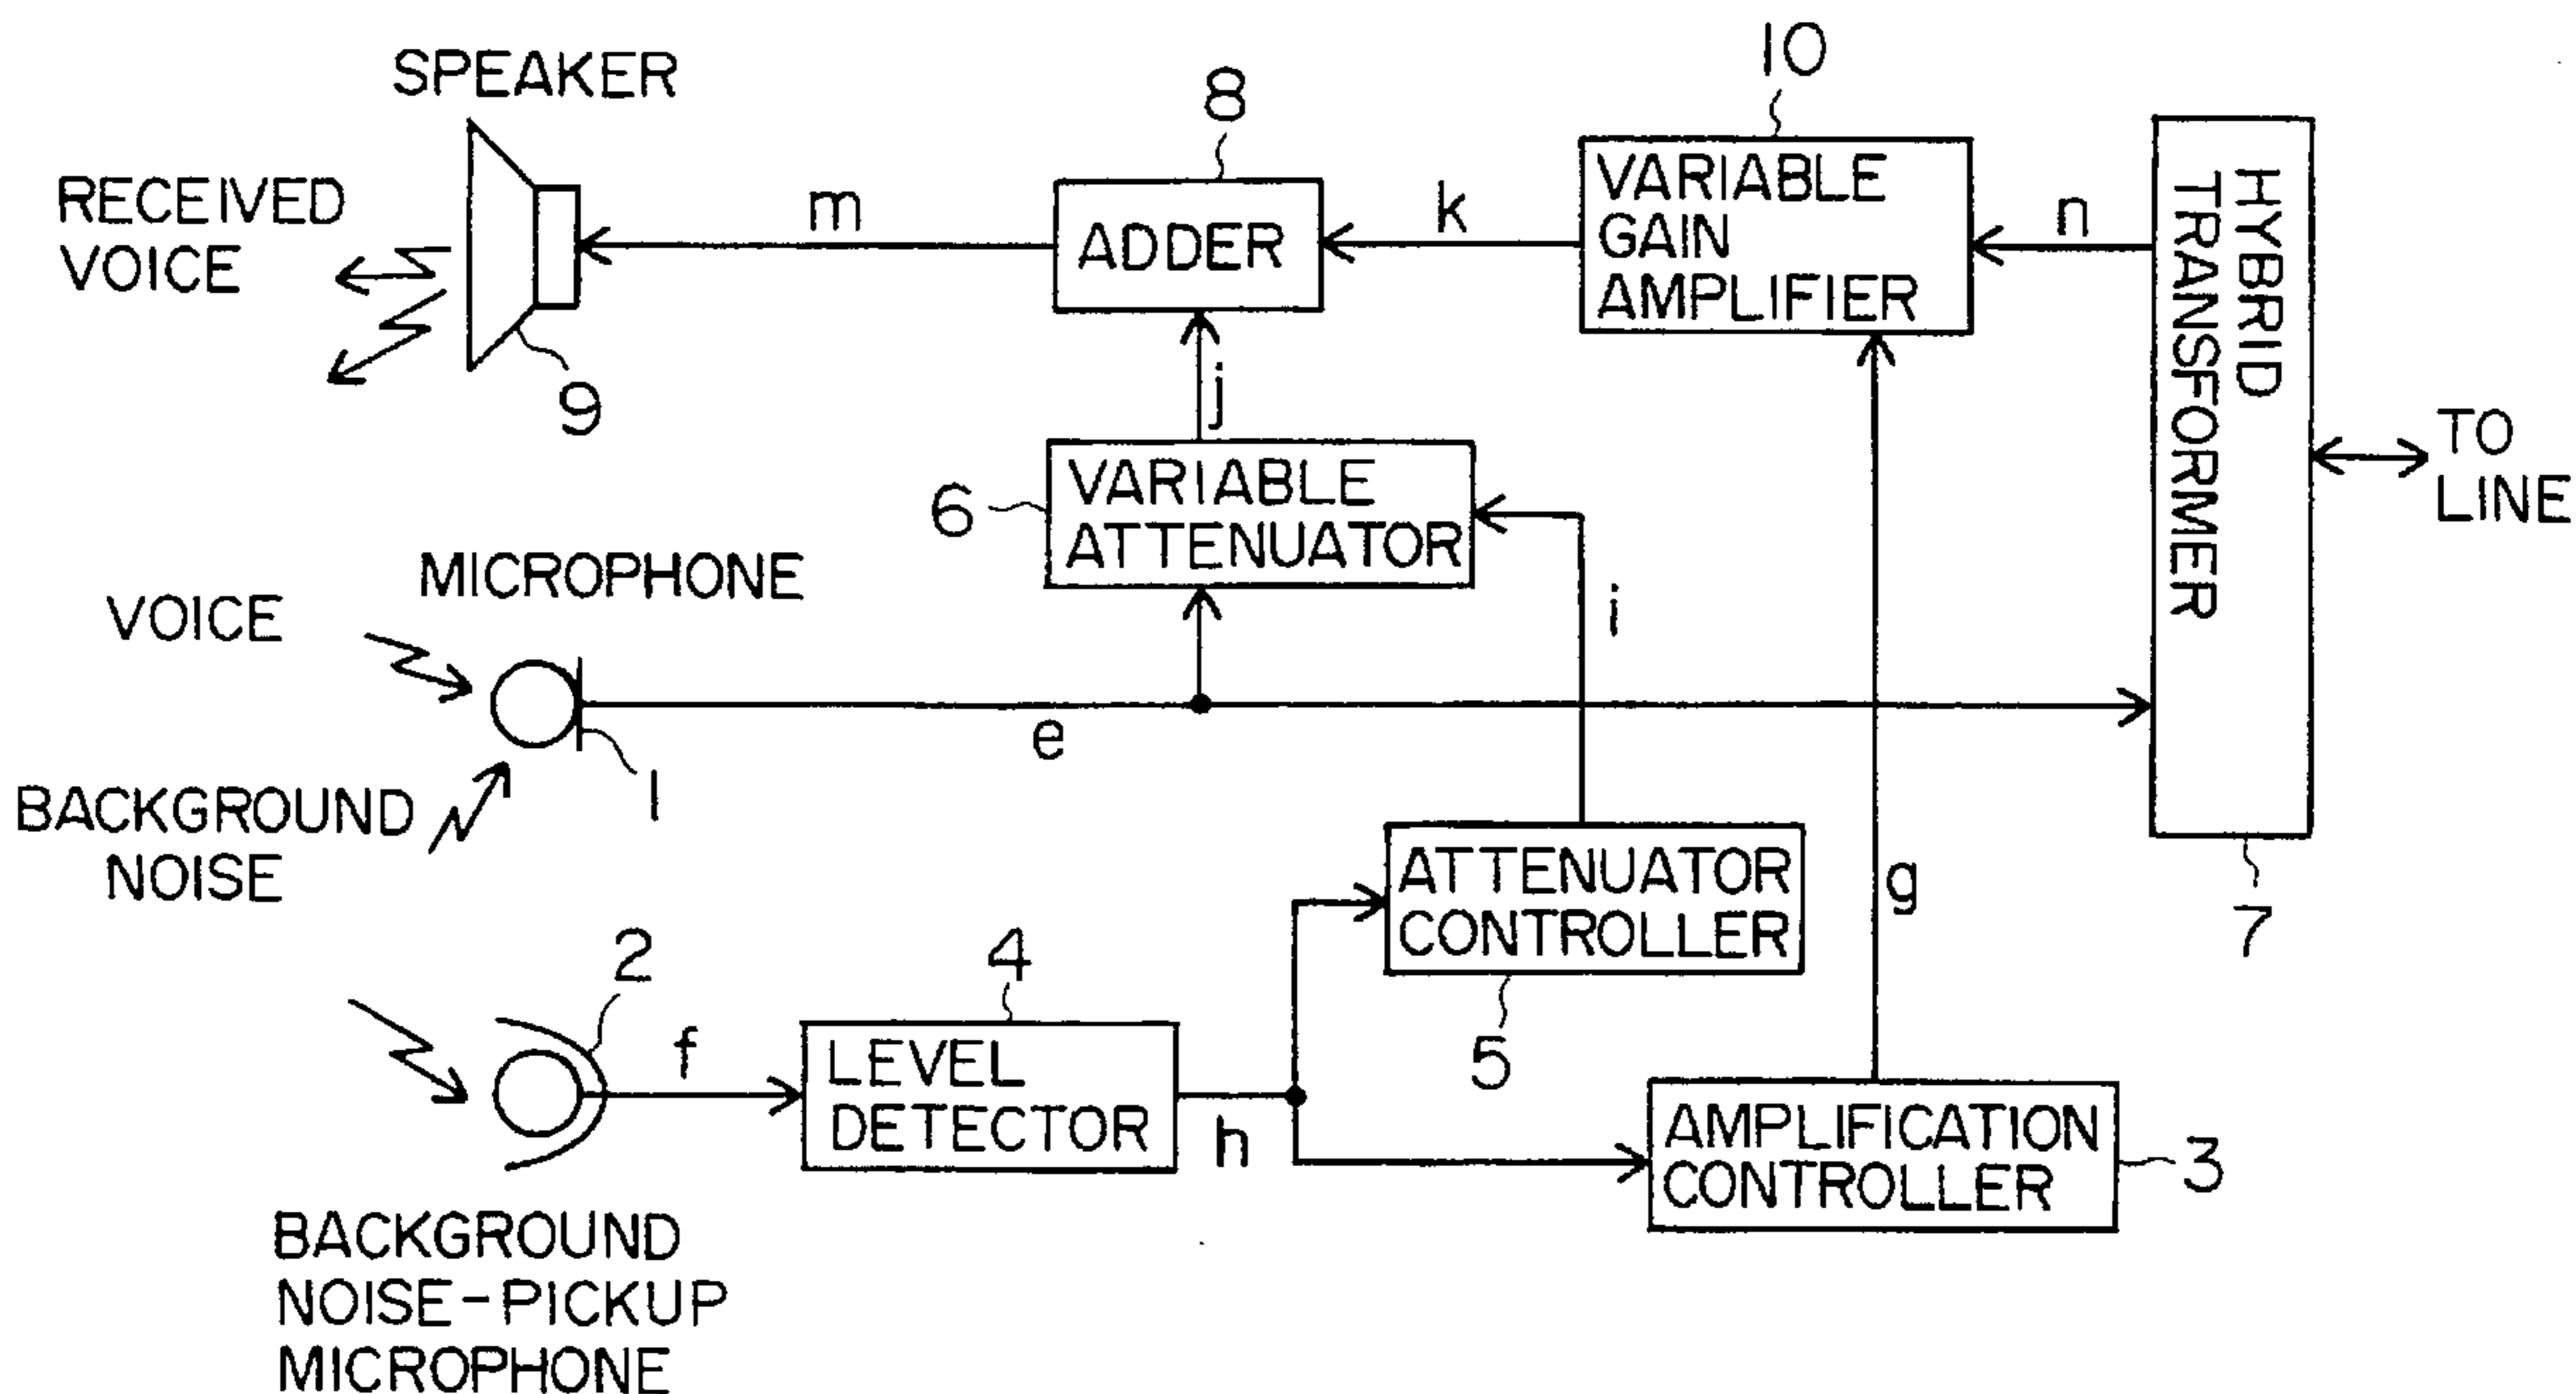 SPEAKER
RECEIVED
VOICE
9
m
8
ADDER
k
10
VARIABLE
GAIN
AMPLIFIER
n
HYBRID
TRANSFORMER
7
TO
LINE
j
6
VARIABLE
ATTENUATOR
i
MICROPHONE
VOICE
1
e
BACKGROUND
NOISE
g
ATTENUATOR
CONTROLLER
5
2
f
4
LEVEL
DETECTOR
h
AMPLIFICATION
CONTROLLER
3
BACKGROUND
NOISE-PICKUP
MICROPHONE